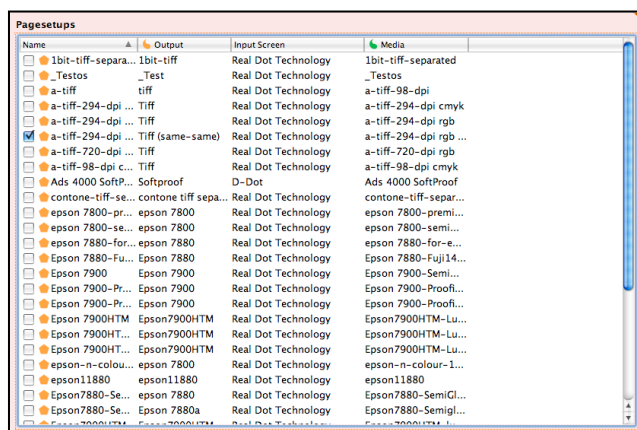 Pagesetups
Name Output Input Screen Media
1bit-tiff-separa... 1bit-tiff Real Dot Technology 1bit-tiff-separated
_Testos _Test Real Dot Technology _Testos
a-tiff tiff Real Dot Technology a-tiff-98-dpi
a-tiff-294-dpi ... Tiff Real Dot Technology a-tiff-294-dpi cmyk
a-tiff-294-dpi ... Tiff Real Dot Technology a-tiff-294-dpi rgb
a-tiff-294-dpi ... Tiff (same-same) Real Dot Technology a-tiff-294-dpi rgb ...
a-tiff-720-dpi ... Tiff Real Dot Technology a-tiff-720-dpi rgb
a-tiff-98-dpi c... Tiff Real Dot Technology a-tiff-98-dpi cmyk
Ads 4000 SoftP... Softproof D-Dot Ads 4000 SoftProof
contone-tiff-se... contone tiff sepa... Real Dot Technology contone-tiff-separ...
epson 7800-pr... epson 7800 Real Dot Technology epson 7800-premi...
epson 7800-se... epson 7800 Real Dot Technology epson 7800-semi...
epson 7880-for... epson 7880 Real Dot Technology epson 7880-for-e...
Epson 7880-Fu... Epson 7880 Real Dot Technology Epson 7880-Fuji14...
Epson 7900 Epson 7900 Real Dot Technology Epson 7900-Semi...
Epson 7900-Pr... Epson 7900 Real Dot Technology Epson 7900-Proofi...
Epson 7900-Pr... Epson 7900 Real Dot Technology Epson 7900-Proofi...
Epson 7900HTM Epson7900HTM Real Dot Technology Epson7900HTM-Lu...
Epson 7900HT... Epson7900HTM Real Dot Technology Epson7900HTM-Lu...
Epson 7900HT... Epson7900HTM Real Dot Technology Epson7900HTM-Lu...
epson-n-colou... epson 7800 Real Dot Technology epson-n-colour-1...
epson11880 epson11880 Real Dot Technology epson11880
Epson7880-Se... epson 7880 Real Dot Technology Epson7880-SemiGl...
Epson7880-Se... Epson 7880a Real Dot Technology Epson7880-Semigl...